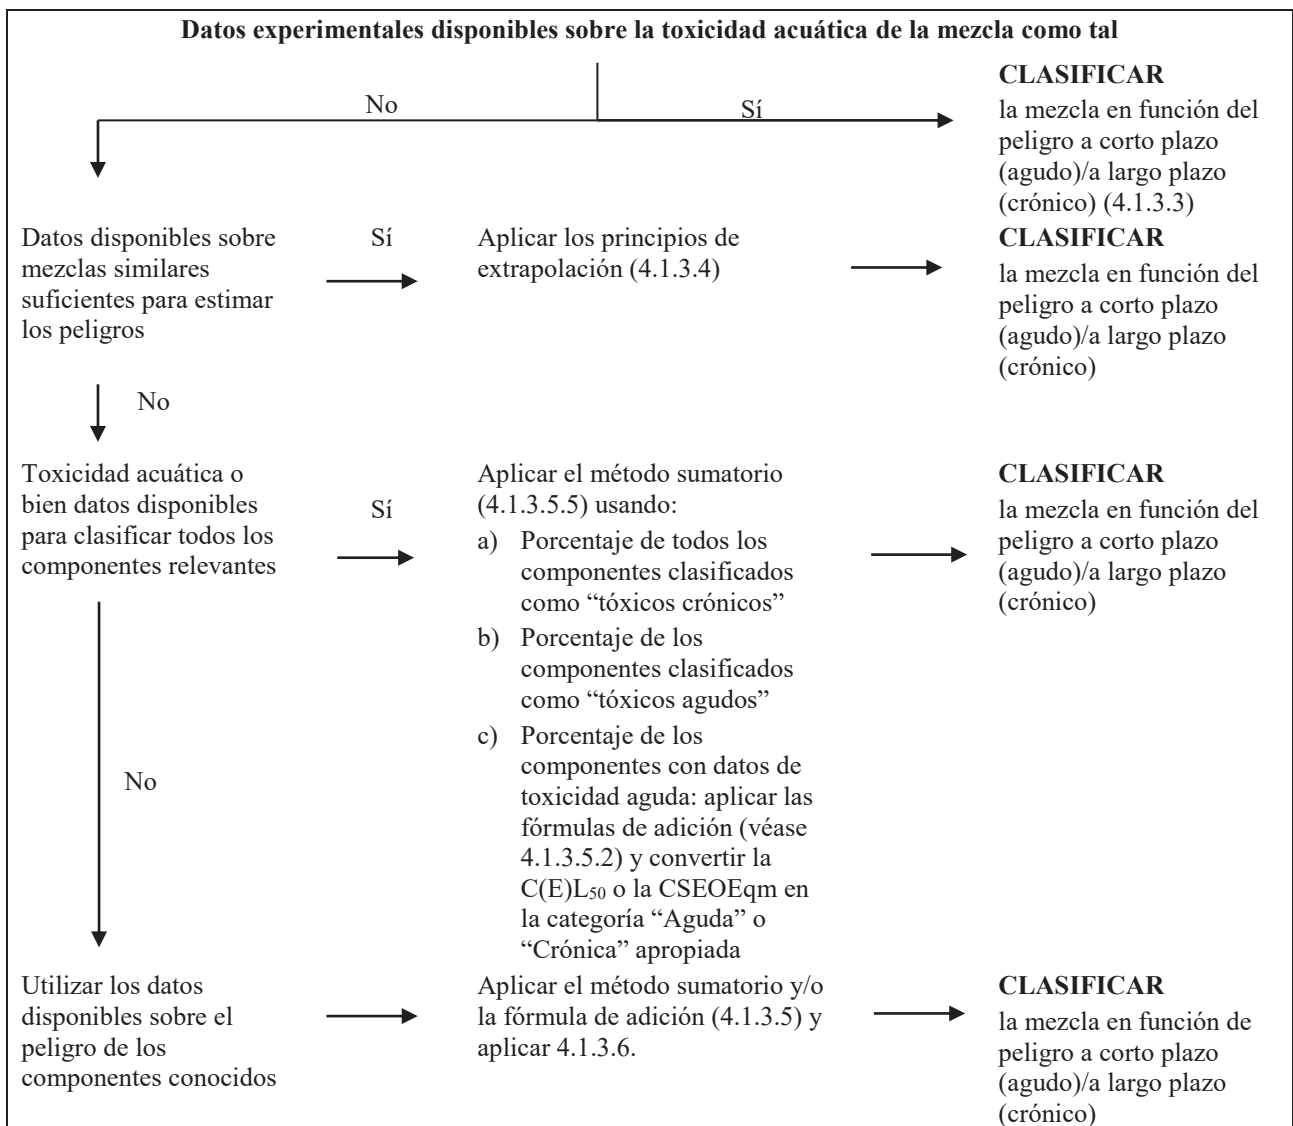 Datos experimentales disponibles sobre la toxicidad acuática de la mezcla como tal
No
Sí
CLASIFICAR
la mezcla en función del
peligro a corto plazo
(agudo)/a largo plazo
(crónico) (4.1.3.3)
Datos disponibles sobre
mezclas similares
suficientes para estimar
los peligros
Sí
Aplicar los principios de
extrapolación (4.1.3.4)
CLASIFICAR
la mezcla en función del
peligro a corto plazo
(agudo)/a largo plazo
(crónico)
No
Toxicidad acuática o
bien datos disponibles
para clasificar todos los
componentes relevantes
Sí
Aplicar el método sumatorio
(4.1.3.5.5) usando:
a) Porcentaje de todos los
componentes clasificados
como “tóxicos crónicos”
b) Porcentaje de los
componentes clasificados
como “tóxicos agudos”
c) Porcentaje de los
componentes con datos de
toxicidad aguda: aplicar las
fórmulas de adición (véase
4.1.3.5.2) y convertir la
C(E)L₅₀ o la CSEOEqm en
la categoría “Aguda” o
“Crónica” apropiada
CLASIFICAR
la mezcla en función del
peligro a corto plazo
(agudo)/a largo plazo
(crónico)
No
Utilizar los datos
disponibles sobre el
peligro de los
componentes conocidos
Aplicar el método sumatorio y/o
la fórmula de adición (4.1.3.5) y
aplicar 4.1.3.6.
CLASIFICAR
la mezcla en función de
peligro a corto plazo
(agudo)/a largo plazo
(crónico)